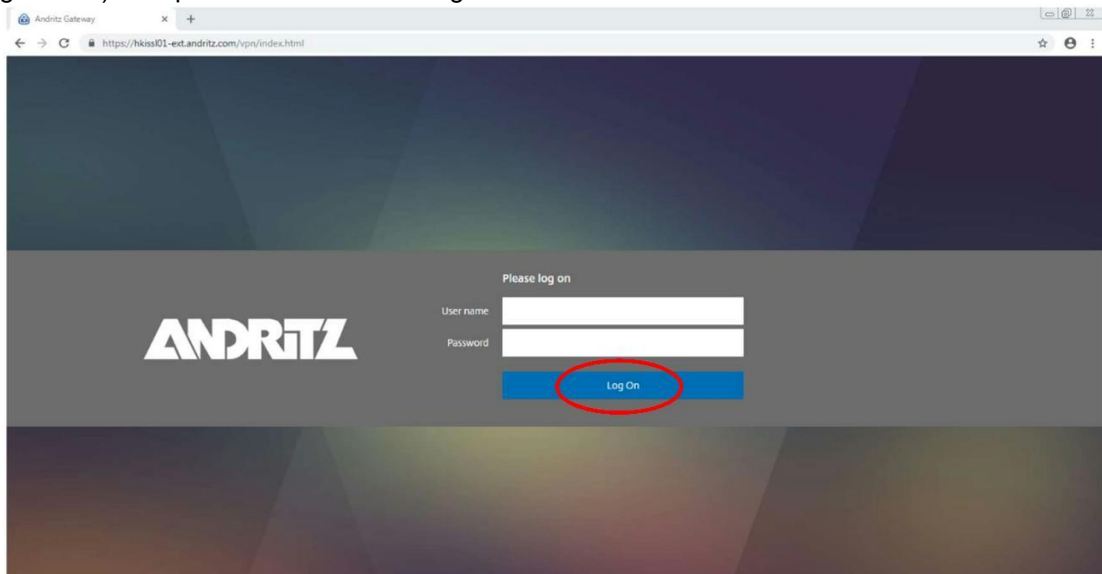 Andritz Gateway
https://hkissl01-ext.andritz.com/vpn/index.html
Please log on
User name
ANDRITZ
Password
Log On